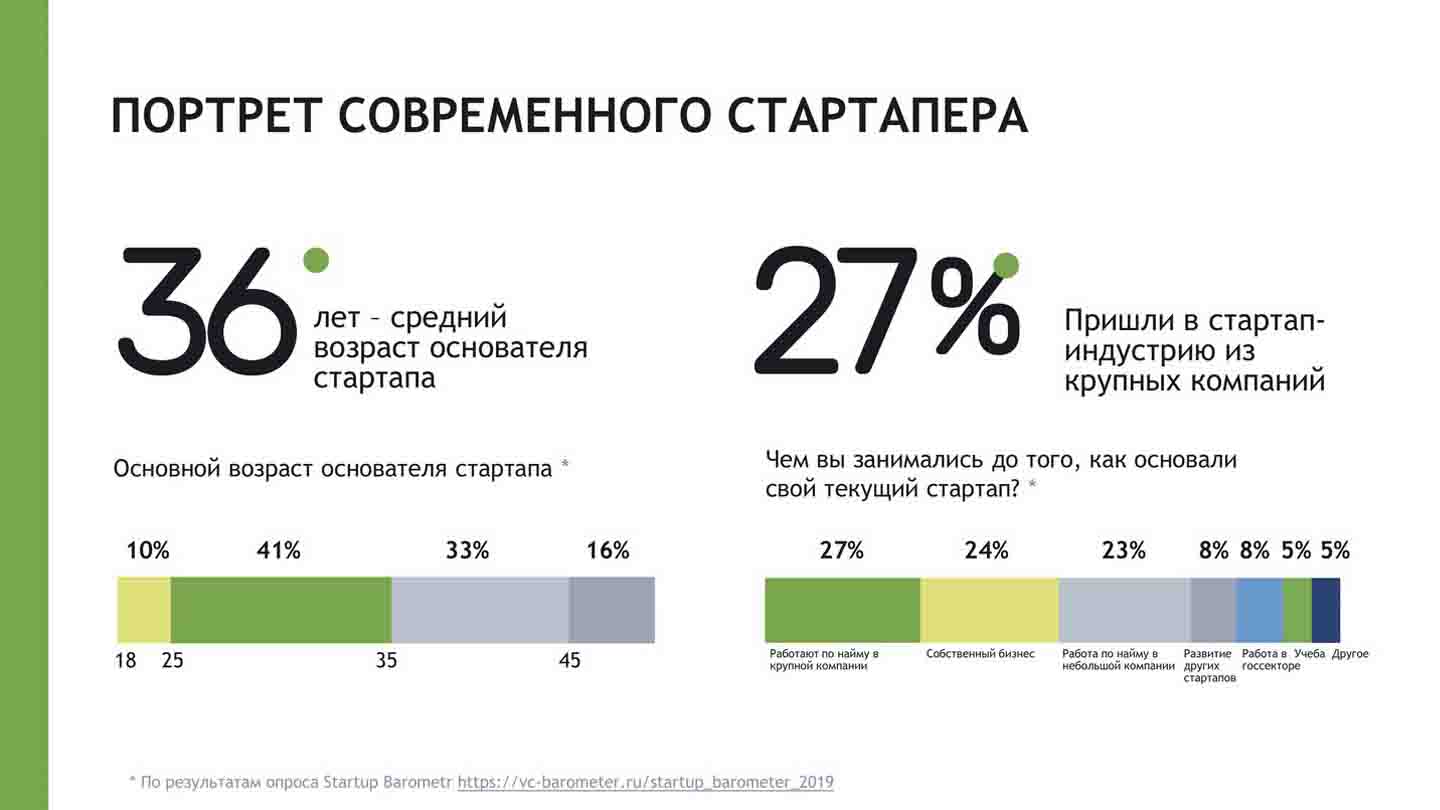 ПОРТРЕТ СОВРЕМЕННОГО СТАРТАПЕРА
36
лет – средний
возраст основателя
стартапа
27%
Пришли в стартап-
индустрию из
крупных компаний
Основной возраст основателя стартапа *
10% 41% 33% 16%
18 25 35 45
Чем вы занимались до того, как основали
свой текущий стартап? *
27% 24% 23% 8% 8% 5% 5%
Работают по найму в
крупной компании
Собственный бизнес
Работа по найму в
небольшой компании
Развитие
других
стартапов
Работа в
госсекторе
Учеба
Другое
* По результатам опроса Startup Barometr https://vc-barometer.ru/startup_barometer_2019